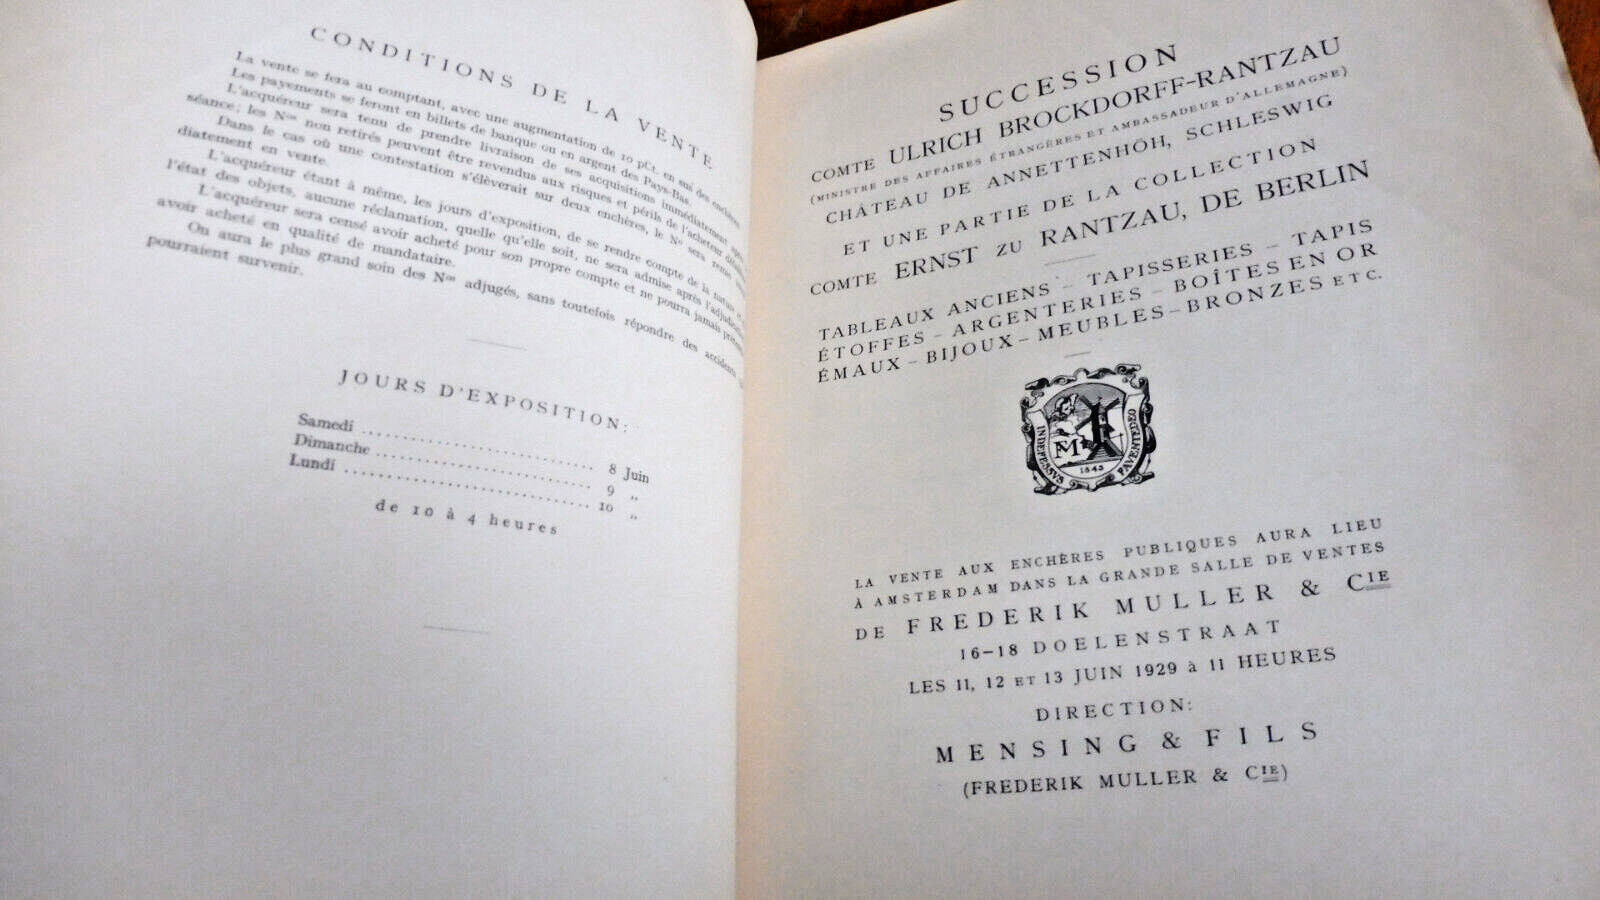 CONDITIONS DE LA VENTE
La vente se fera au comptant, avec une augmentation de 10 pCt. en sus des enchères.
Les payements se feront en billets de banque ou en argent des Pays-Bas.
L'acquéreur sera tenu de prendre livraison de ses acquisitions immédiatement après
séance; les Nos non retirés peuvent être revendus aux risques et périls de l'acheteur
Dans le cas où une contestation s'élèverait sur deux enchères, le No sera remis
diatement en vente.
L'acquéreur étant à même, les jours d'exposition, de se rendre compte de la nature et
l'état des objets, aucune réclamation, quelle qu'elle soit, ne sera admise après l'adjudication.
L'acquéreur sera censé avoir acheté pour son propre compte et ne pourra jamais
avoir acheté en qualité de mandataire.
On aura le plus grand soin des Nos adjugés, sans toutefois répondre des accidents
pourraient survenir.
JOURS D'EXPOSITION:
Samedi .......................... 8 Juin
Dimanche ........................ 9 „
Lundi ........................... 10 „
de 10 à 4 heures
SUCCESSION
COMTE ULRICH BROCKDORFF-RANTZAU
(MINISTRE DES AFFAIRES ÉTRANGÈRES ET AMBASSADEUR D'ALLEMAGNE)
CHÂTEAU DE ANNETTENHÖH, SCHLESWIG
ET UNE PARTIE DE LA COLLECTION
COMTE ERNST ZU RANTZAU, DE BERLIN
TABLEAUX ANCIENS - TAPISSERIES - TAPIS
ÉTOFFES - ARGENTERIES - BOÎTES EN OR
ÉMAUX - BIJOUX - MEUBLES - BRONZES ETC.
INDEFESSVS PAVENTE DEO
FM
1843
LA VENTE AUX ENCHÈRES PUBLIQUES AURA LIEU
À AMSTERDAM DANS LA GRANDE SALLE DE VENTES
DE FREDERIK MULLER & CIE
16-18 DOELENSTRAAT
LES 11, 12 ET 13 JUIN 1929 à 11 HEURES
DIRECTION:
MENSING & FILS
(FREDERIK MULLER & CIE)